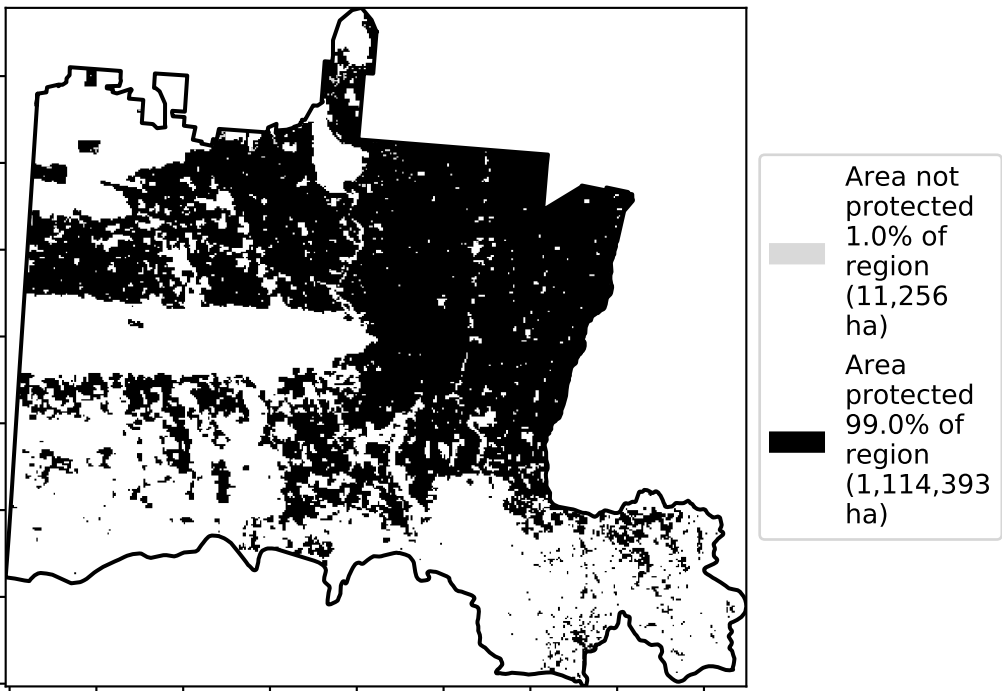 Area not
protected
1.0% of
region
(11,256
ha)
Area
protected
99.0% of
region
(1,114,393
ha)